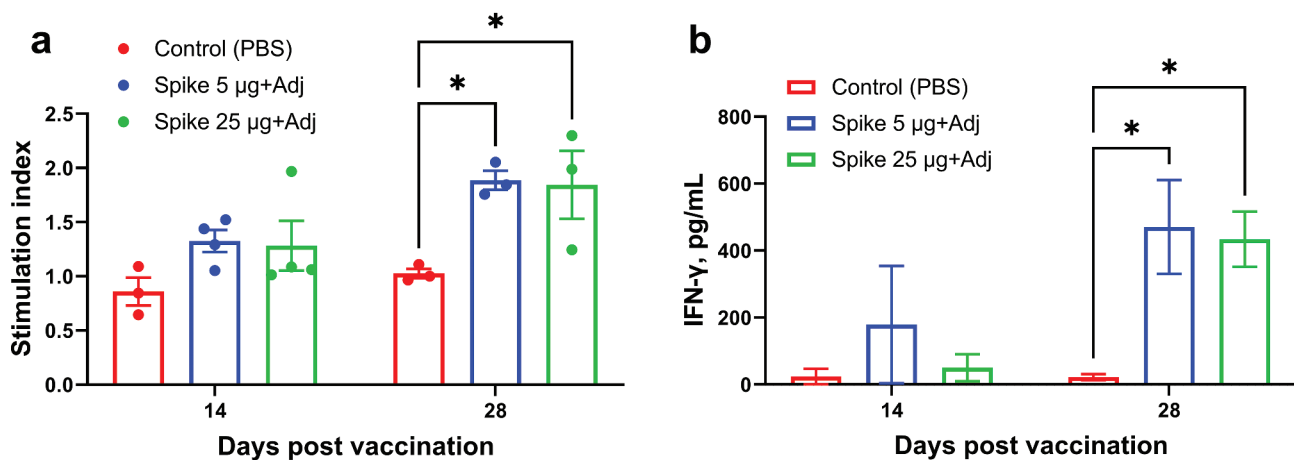 a
Control (PBS)
Spike 5 µg+Adj
Spike 25 µg+Adj
*
*
Stimulation index
2.5
2.0
1.5
1.0
0.5
0.0
14
28
Days post vaccination
b
Control (PBS)
Spike 5 µg+Adj
Spike 25 µg+Adj
*
*
IFN-γ, pg/mL
800
600
400
200
0
14
28
Days post vaccination